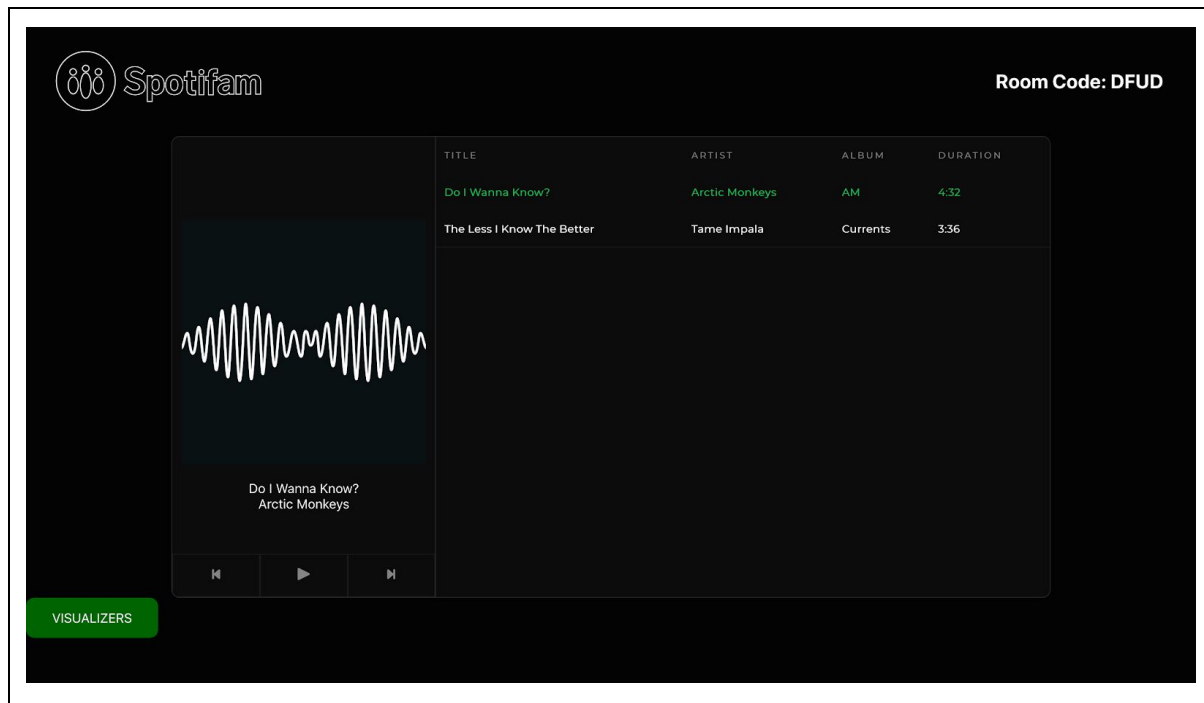 Spotifam
Room Code: DFUD
TITLE ARTIST ALBUM DURATION
Do I Wanna Know? Arctic Monkeys AM 4:32
The Less I Know The Better Tame Impala Currents 3:36
Do I Wanna Know?
Arctic Monkeys
VISUALIZERS